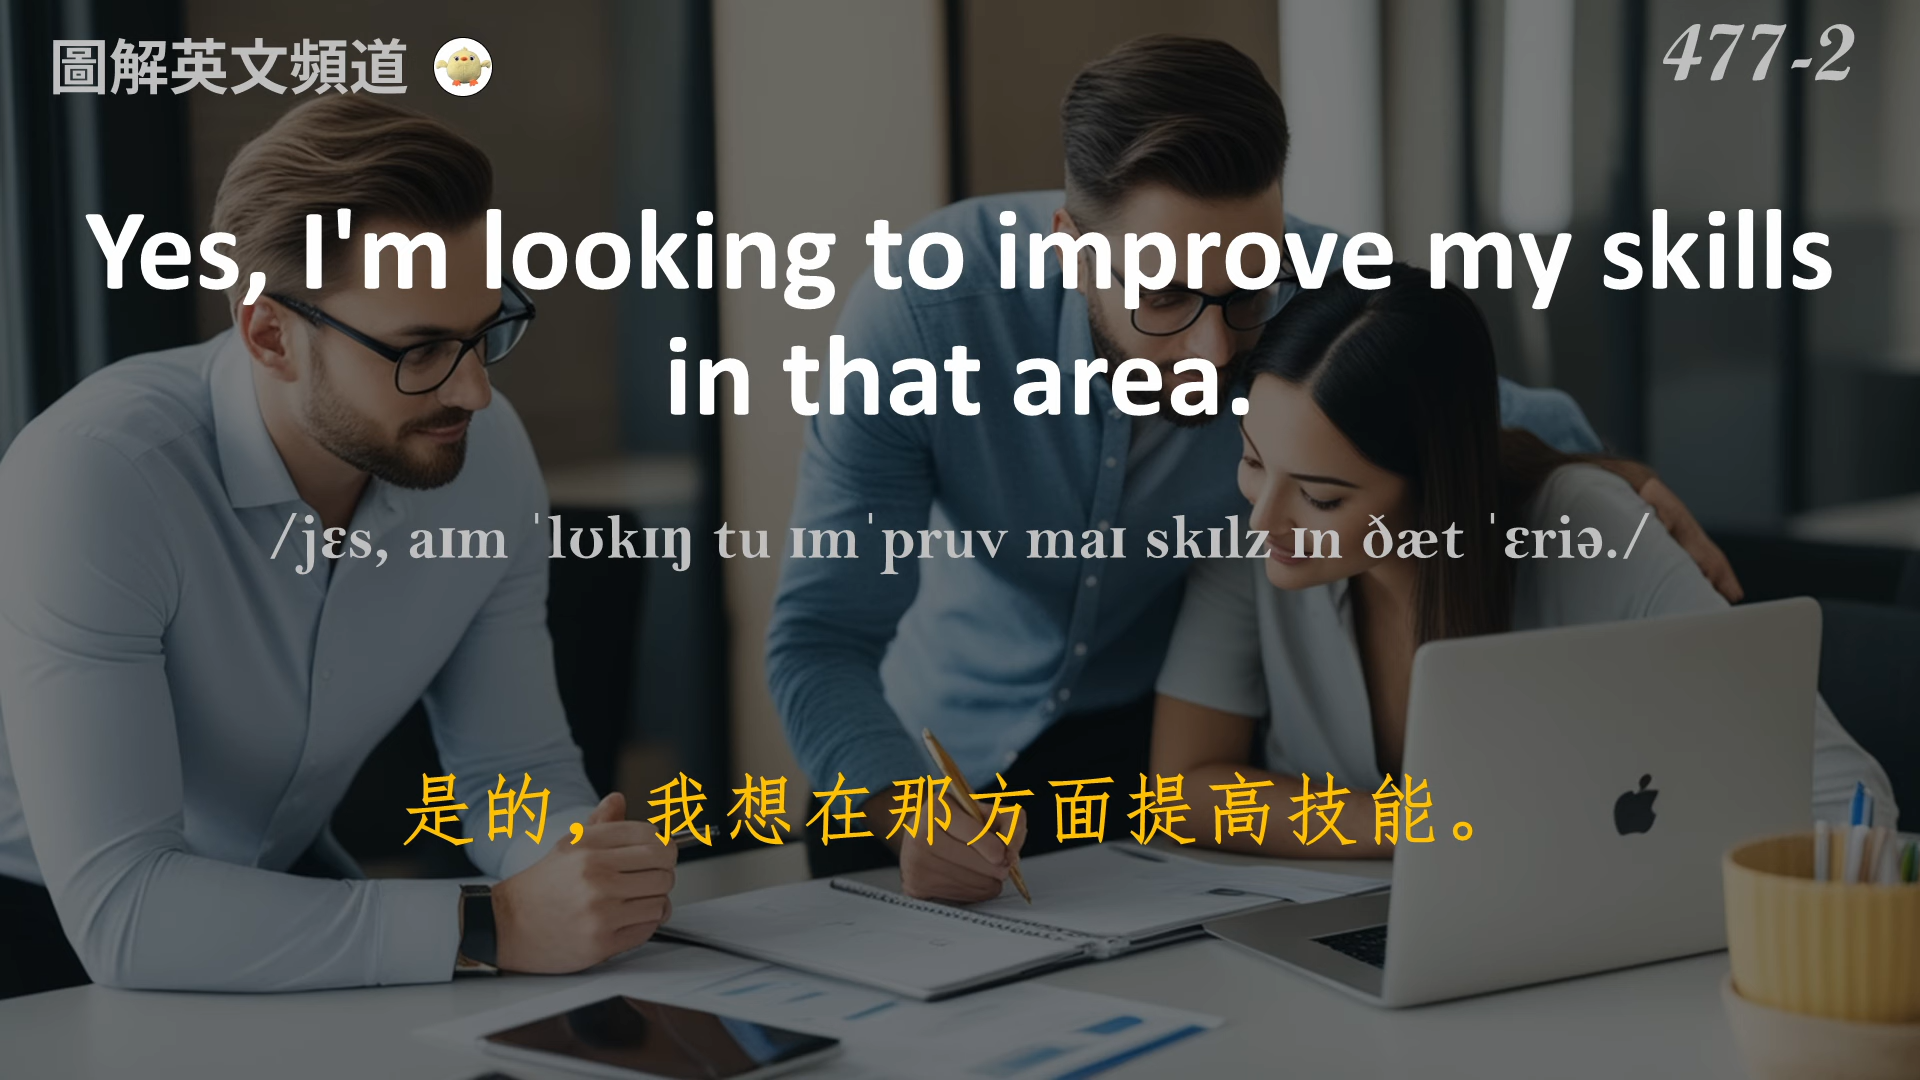 圖解英文頻道
477-2
Yes, I'm looking to improve my skills
in that area.
/jɛs, aɪm ˈlʊkɪŋ tu ɪmˈpruv maɪ skɪlz ɪn ðæt ˈɛriə./
是的，我想在那方面提高技能。